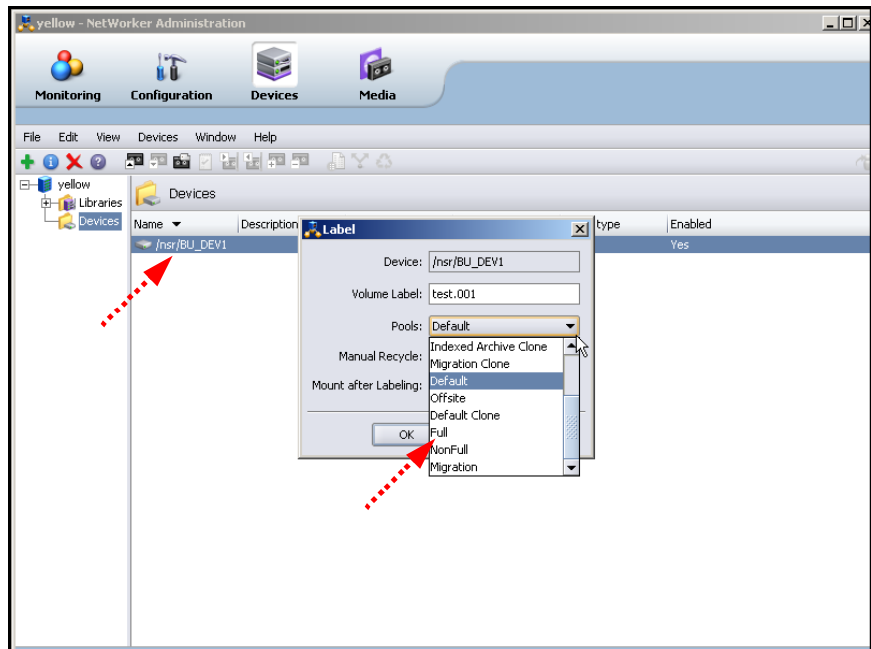 yellow - NetWorker Administration
Monitoring Configuration Devices Media
File Edit View Devices Window Help
yellow
Libraries
Devices
Devices
Name Description type Enabled
/nsr/BU_DEV1 Yes
Label
Device: /nsr/BU_DEV1
Volume Label: test.001
Pools: Default
Manual Recycle:
Mount after Labeling:
Indexed Archive Clone
Migration Clone
Default
Offsite
Default Clone
Full
NonFull
Migration
OK